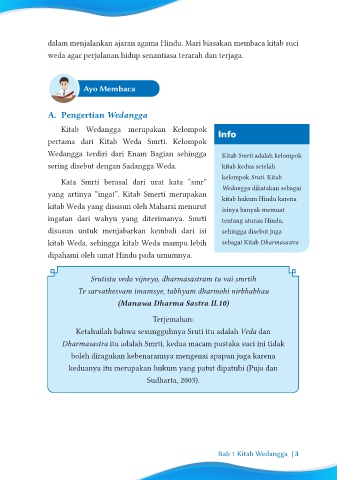 dalam menjalankan ajaran agama Hindu. Mari biasakan membaca kitab suci
weda agar perjalanan hidup senantiasa terarah dan terjaga.
Ayo Membaca
A. Pengertian Wedangga
Kitab Wedangga merupakan Kelompok
pertama dari Kitab Weda Smrti. Kelompok
Wedangga terdiri dari Enam Bagian sehingga
sering disebut dengan Sadangga Weda.
Kata Smrti berasal dari urat kata "smr"
yang artinya "ingat". Kitab Smerti merupakan
kitab Weda yang disusun oleh Maharsi menurut
ingatan dari wahyu yang diterimanya. Smrti
disusun untuk menjabarkan kembali dari isi
kitab Weda, sehingga kitab Weda mampu lebih
dipahami oleh umat Hindu pada umumnya.
Info
Kitab Smrti adalah kelompok
kitab kedua setelah
kelompok Sruti. Kitab
Wedangga dikatakan sebagai
kitab hukum Hindu karena
isinya banyak memuat
tentang aturan Hindu,
sehingga disebut juga
sebagai Kitab Dharmasastra
Srutistu vedo vijneyo, dharmasastram tu vai smrtih
Te sarvathesvam imamsye, tabhyam dharmohi nirbhabhau
(Manawa Dharma Sastra II.10)
Terjemahan:
Ketahuilah bahwa sesungguhnya Sruti itu adalah Veda dan
Dharmasastra itu adalah Smrti, kedua macam pustaka suci ini tidak
boleh diragukan kebenarannya mengenai apapun juga karena
keduanya itu merupakan hukum yang patut dipatuhi (Puja dan
Sudharta, 2003).
Bab 1 Kitab Wedangga | 3